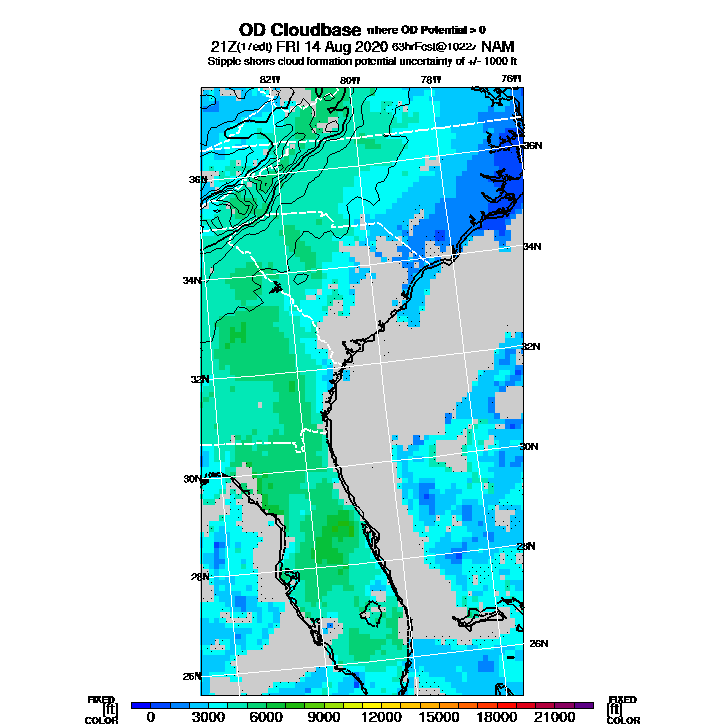 OD Cloudbase where OD Potential > 0
21Z(17edt) FRI 14 Aug 2020 63hrFcst@1022z NAM
Stipple shows cloud formation potential uncertainty of +/- 1000 ft
82W 80W 78W 76W
36N
36N
34N
34N
32N
32N
30N
30N
28N
28N
26N
26N
FIXED FIXED
[ft] [ft]
COLOR 0 3000 6000 9000 12000 15000 18000 21000 COLOR